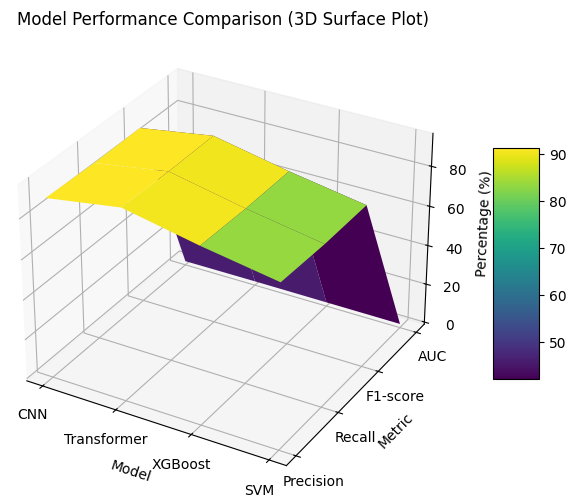 Model Performance Comparison (3D Surface Plot)
80
60
40
20
0
Percentage (%)
90
80
70
60
50
CNN
Transformer
XGBoost
SVM
Model
Precision
Recall
F1-score
AUC
Metric